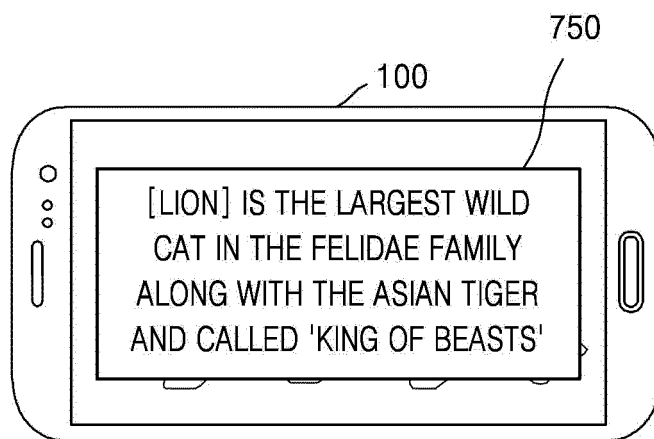 750
100
[LION] IS THE LARGEST WILD
CAT IN THE FELIDAE FAMILY
ALONG WITH THE ASIAN TIGER
AND CALLED 'KING OF BEASTS'